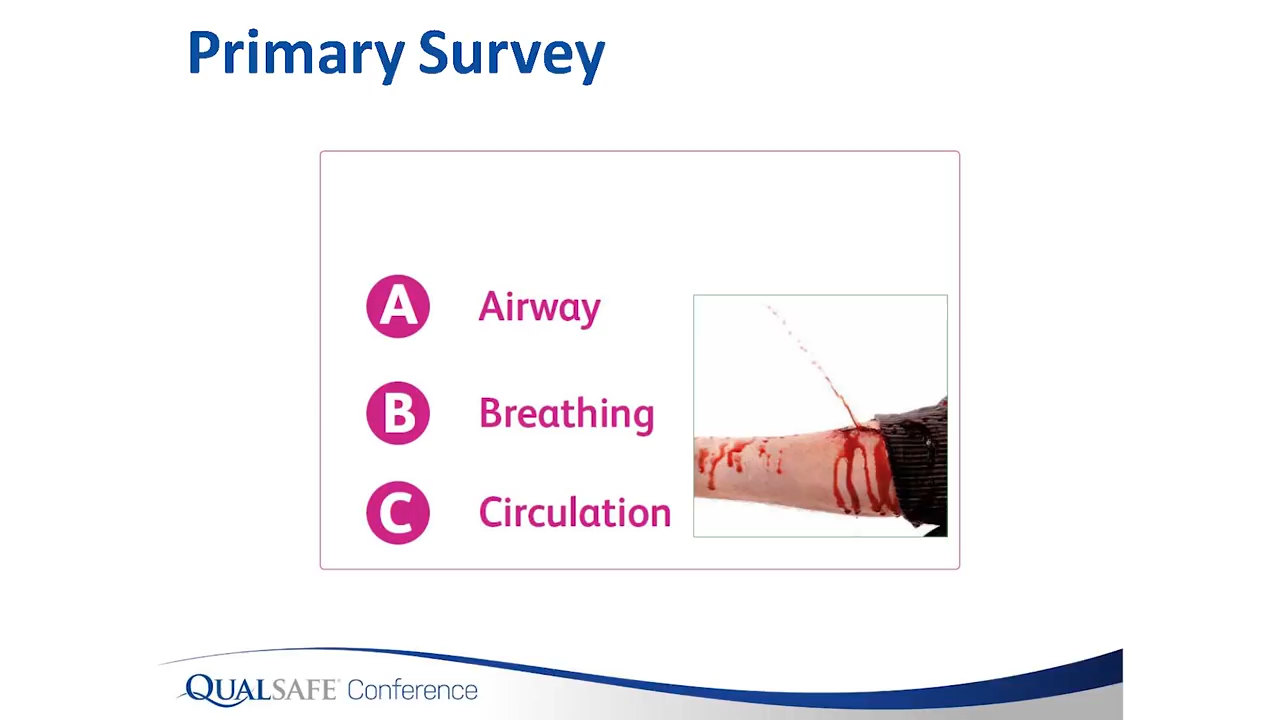 Primary Survey
A Airway
B Breathing
C Circulation
QUALSAFE® Conference